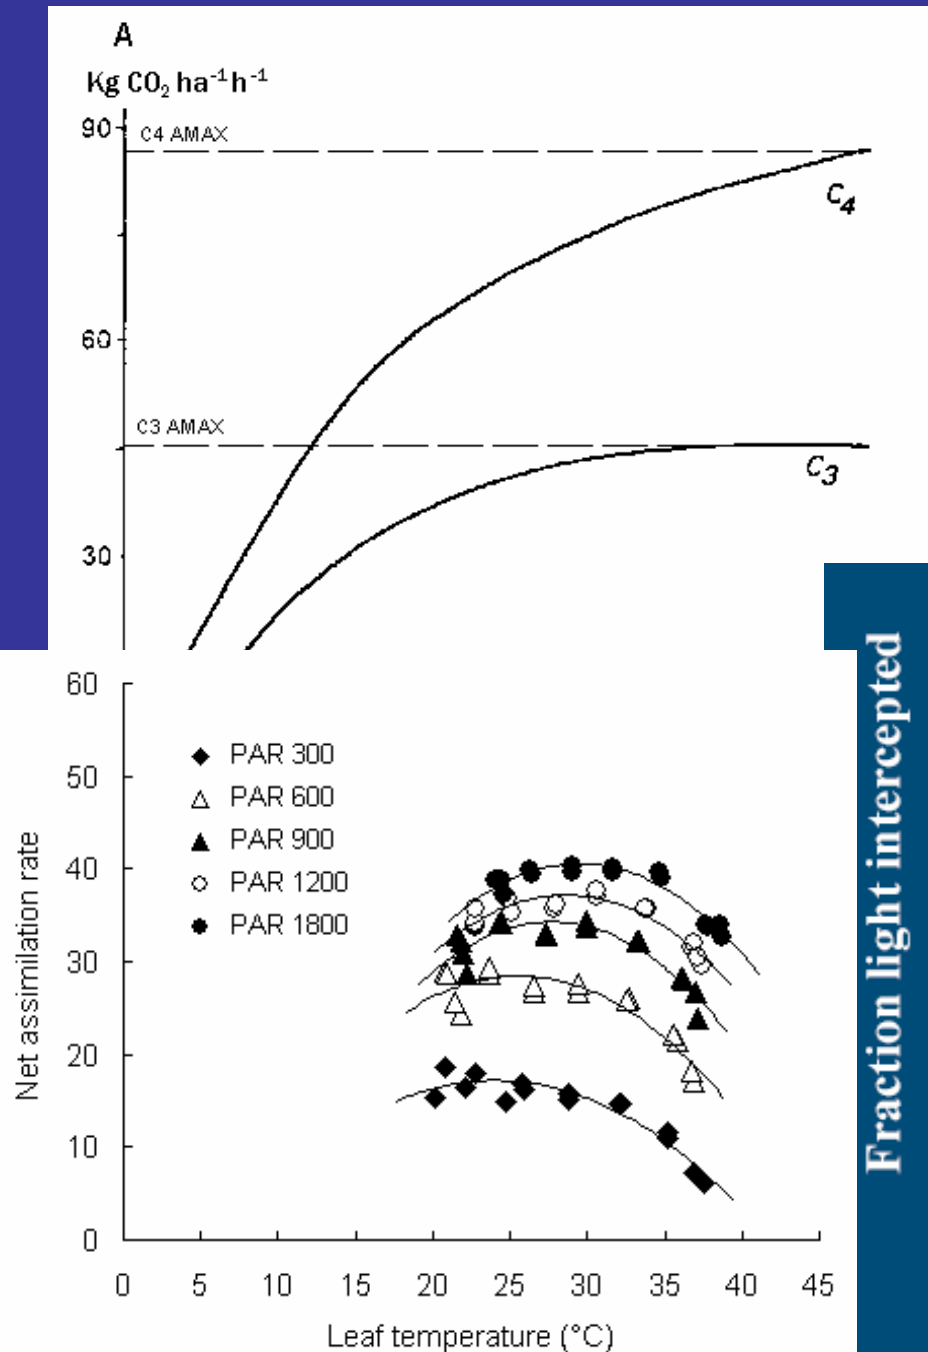 A
Kg CO₂ ha⁻¹ h⁻¹
90
C4 AMAX
C₄
60
C3 AMAX
C₃
30
60
50
40
30
20
10
0
PAR 300
PAR 600
PAR 900
PAR 1200
PAR 1800
Net assimilation rate
0 5 10 15 20 25 30 35 40 45
Leaf temperature (°C)
Fraction light intercepted